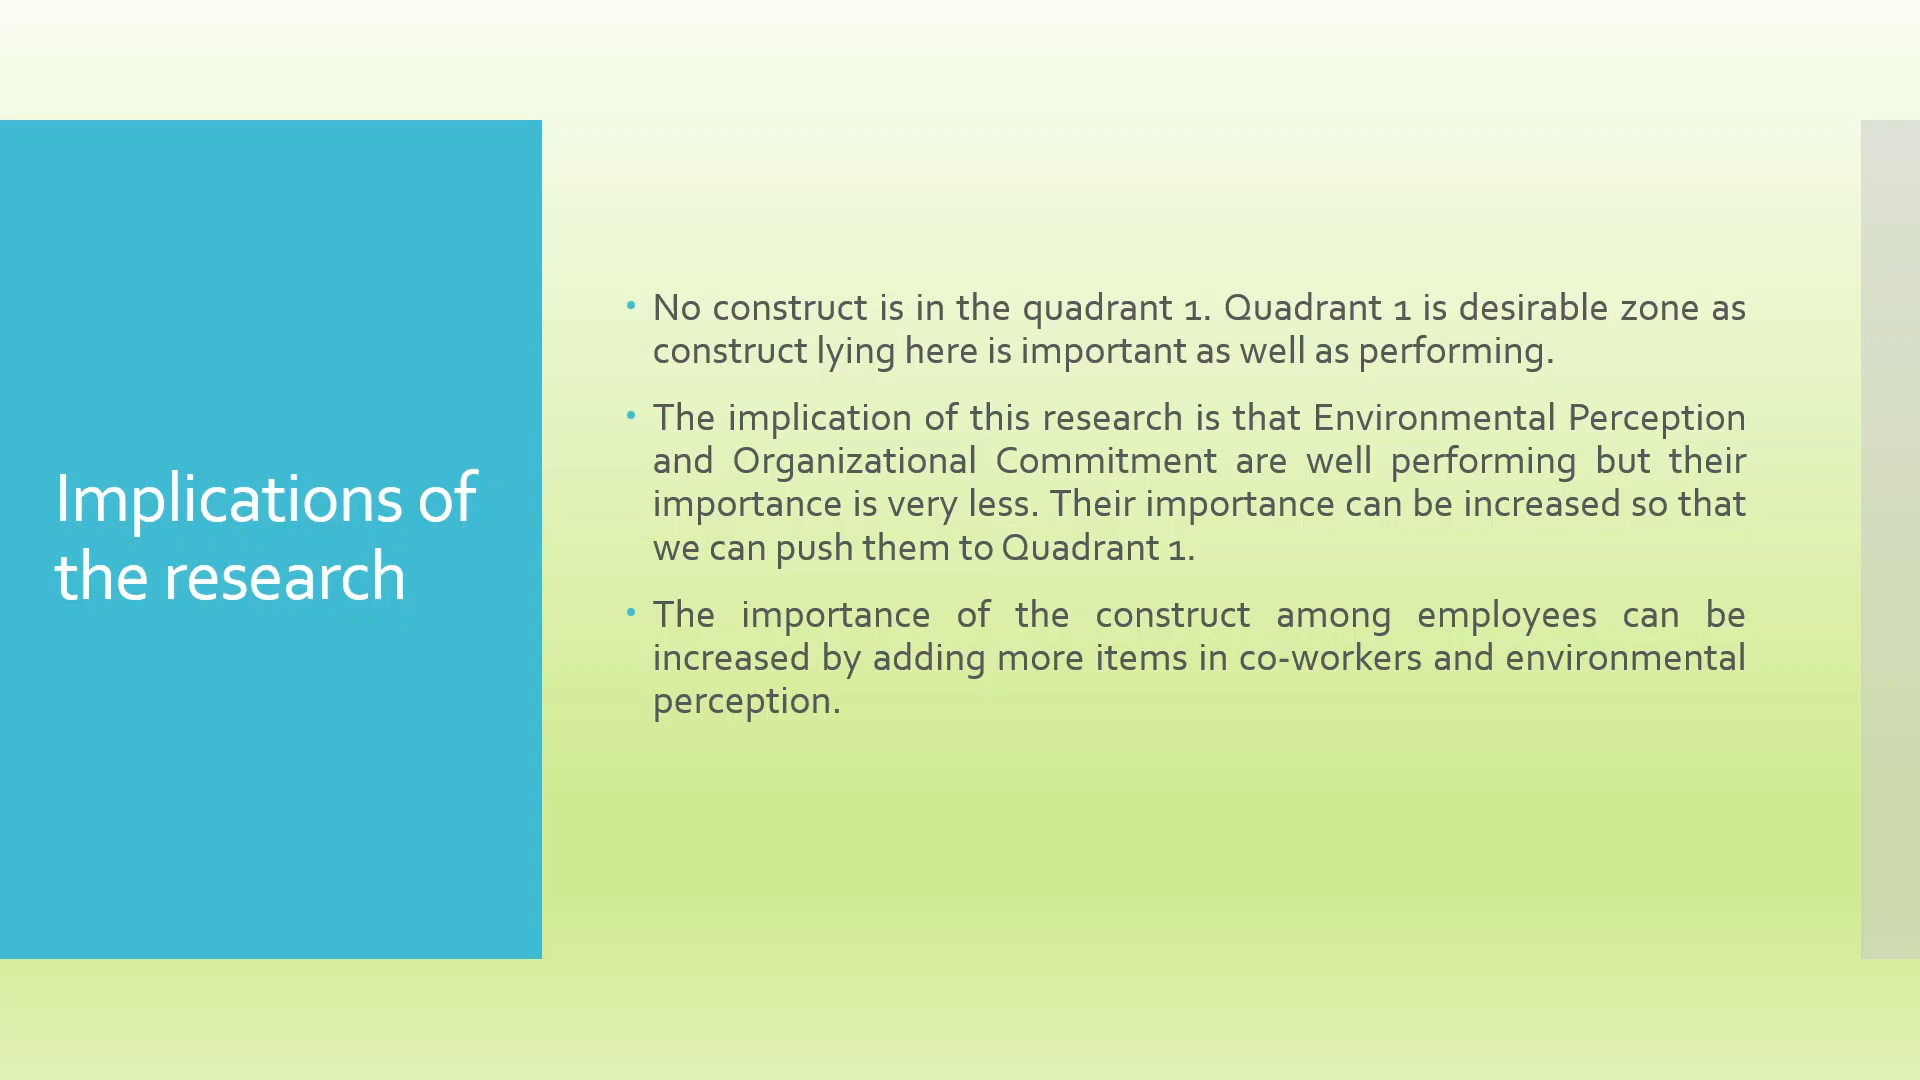 Implications of
the research
No construct is in the quadrant 1. Quadrant 1 is desirable zone as
construct lying here is important as well as performing.
The implication of this research is that Environmental Perception
and Organizational Commitment are well performing but their
importance is very less. Their importance can be increased so that
we can push them to Quadrant 1.
The importance of the construct among employees can be
increased by adding more items in co-workers and environmental
perception.